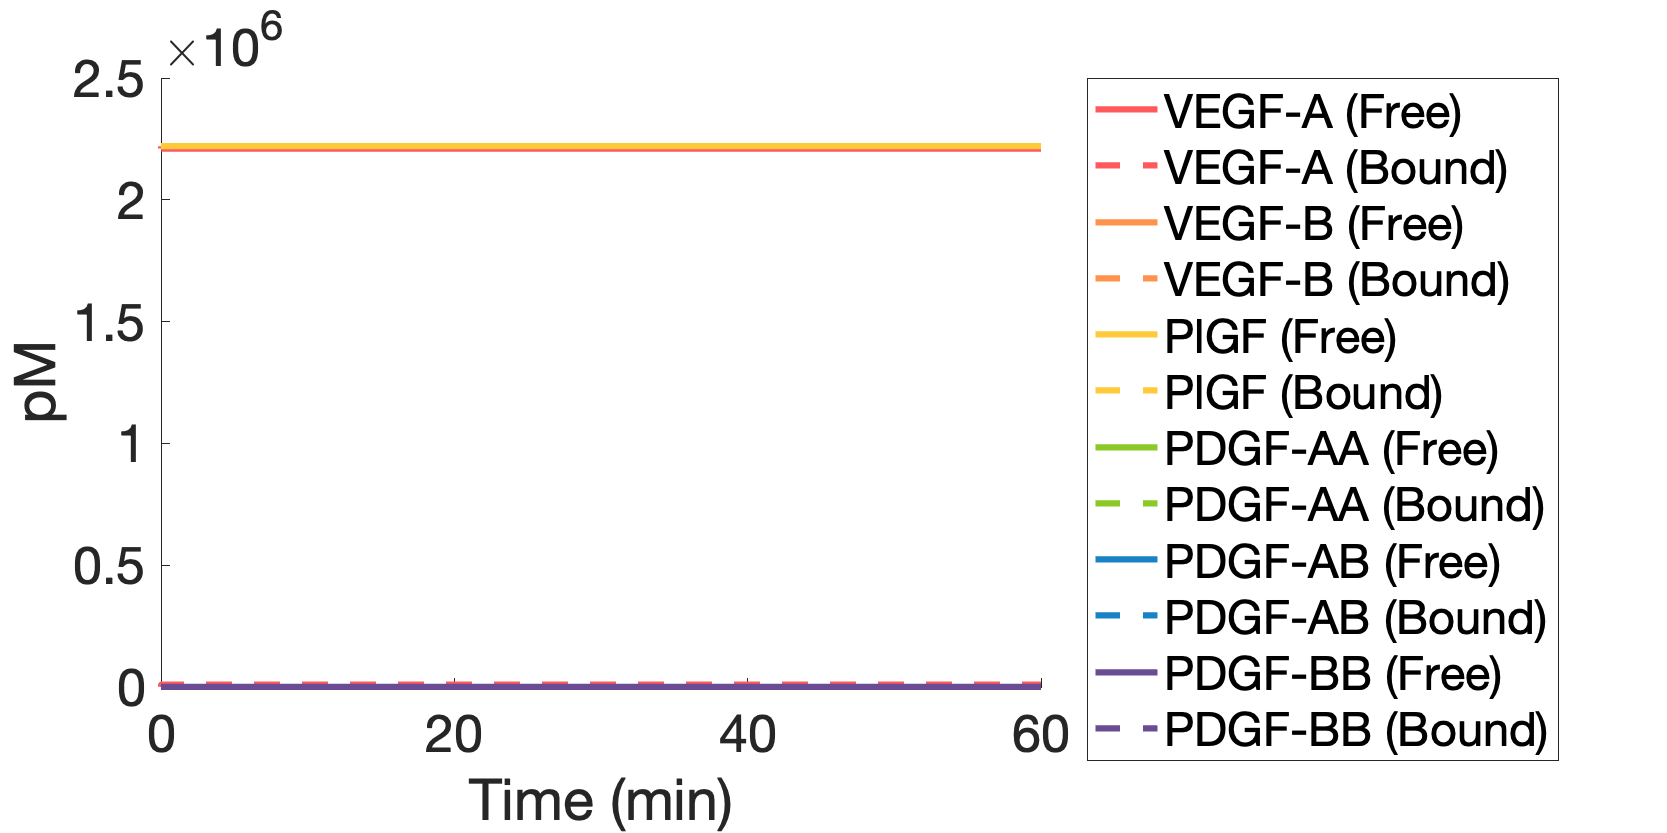 ×10^6
2.5
2
1.5
1
0.5
0
pM
0 20 40 60
Time (min)
VEGF-A (Free)
VEGF-A (Bound)
VEGF-B (Free)
VEGF-B (Bound)
PlGF (Free)
PlGF (Bound)
PDGF-AA (Free)
PDGF-AA (Bound)
PDGF-AB (Free)
PDGF-AB (Bound)
PDGF-BB (Free)
PDGF-BB (Bound)